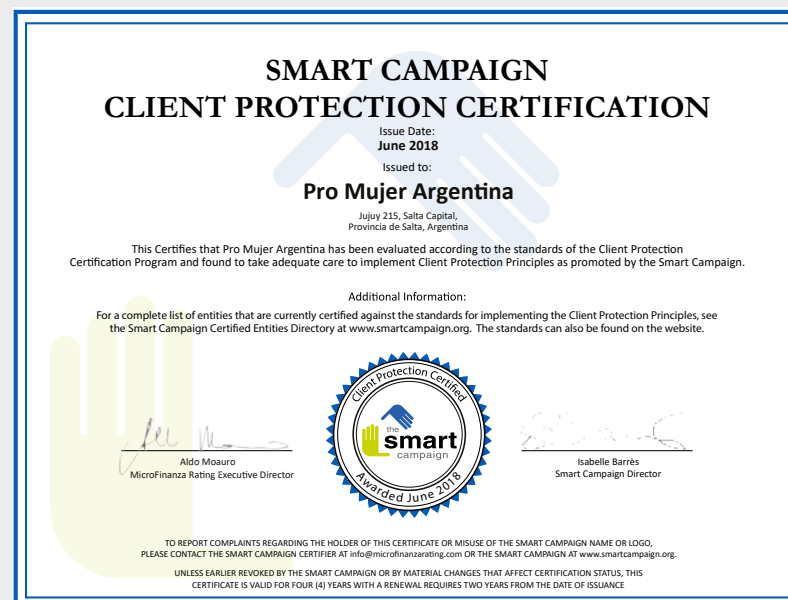 SMART CAMPAIGN
CLIENT PROTECTION CERTIFICATION
Issue Date:
June 2018
Issued to:
Pro Mujer Argentina
Jujuy 215, Salta Capital,
Provincia de Salta, Argentina
This Certifies that Pro Mujer Argentina has been evaluated according to the standards of the Client Protection
Certification Program and found to take adequate care to implement Client Protection Principles as promoted by the Smart Campaign.
Additional Information:
For a complete list of entities that are currently certified against the standards for implementing the Client Protection Principles, see
the Smart Campaign Certified Entities Directory at www.smartcampaign.org. The standards can also be found on the website.
Client Protection Certified
the
smart
campaign
Awarded June 2018
Aldo Moauro
MicroFinanza Rating Executive Director
Isabelle Barrès
Smart Campaign Director
TO REPORT COMPLAINTS REGARDING THE HOLDER OF THIS CERTIFICATE OR MISUSE OF THE SMART CAMPAIGN NAME OR LOGO,
PLEASE CONTACT THE SMART CAMPAIGN CERTIFIER AT info@microfinanzarating.com OR THE SMART CAMPAIGN AT www.smartcampaign.org.
UNLESS EARLIER REVOKED BY THE SMART CAMPAIGN OR BY MATERIAL CHANGES THAT AFFECT CERTIFICATION STATUS, THIS
CERTIFICATE IS VALID FOR FOUR (4) YEARS WITH A RENEWAL REQUIRES TWO YEARS FROM THE DATE OF ISSUANCE